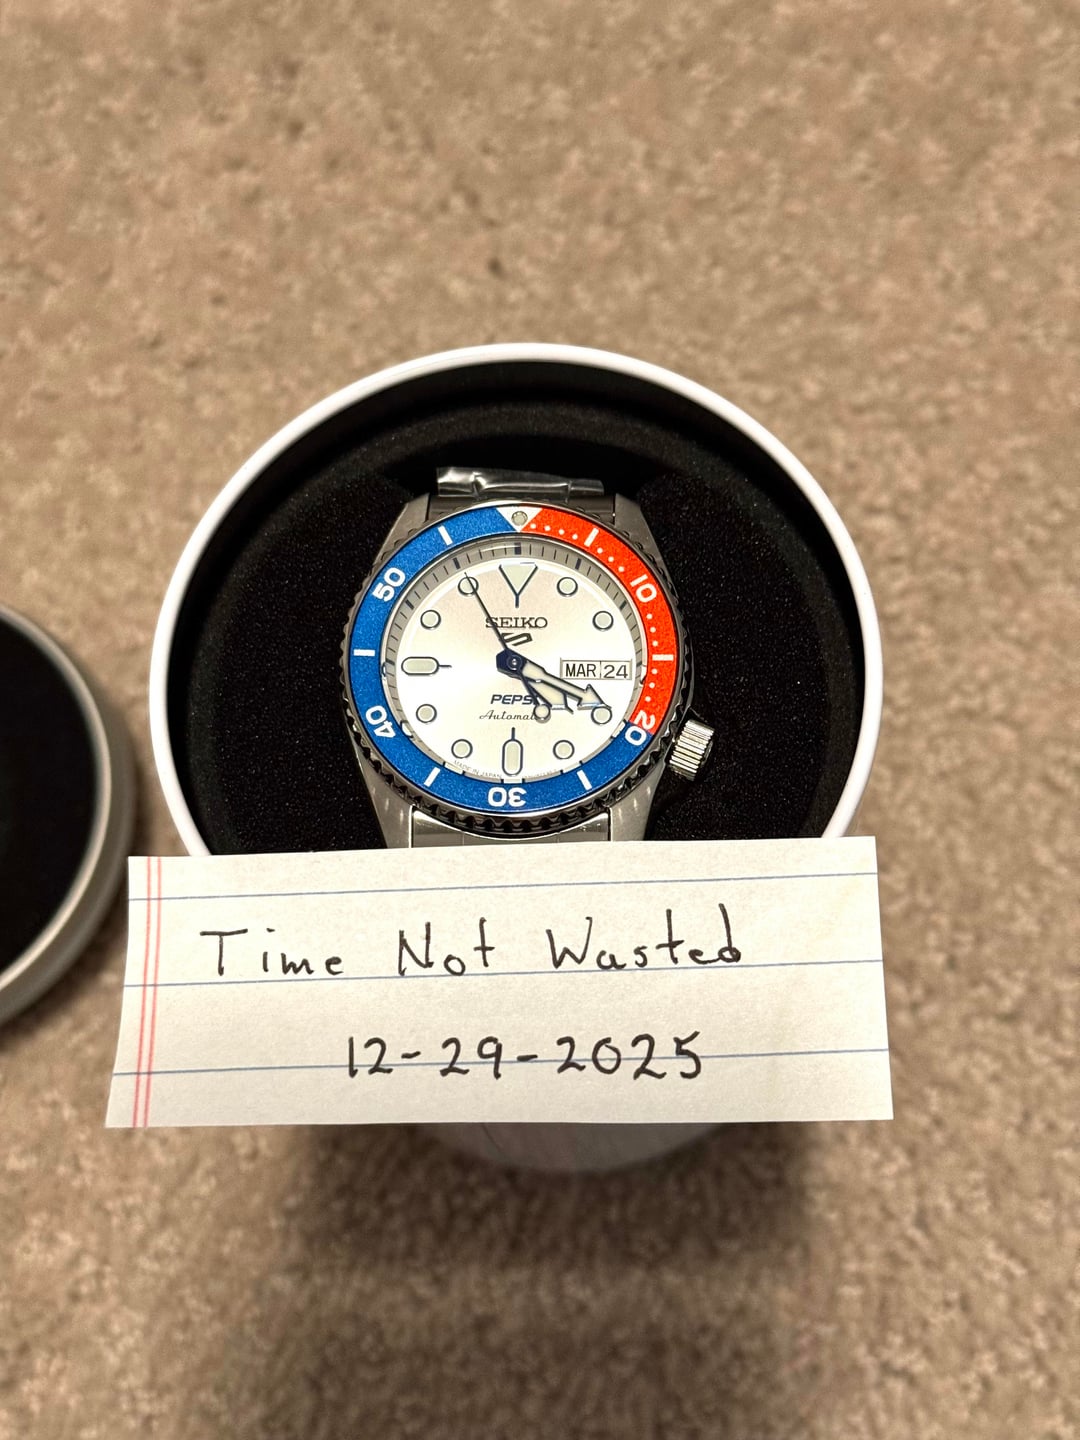 50
10
SEIKO
5
MAR 24
PEPSI
Automatic
40
20
30
Time Not Wasted
12-29-2025